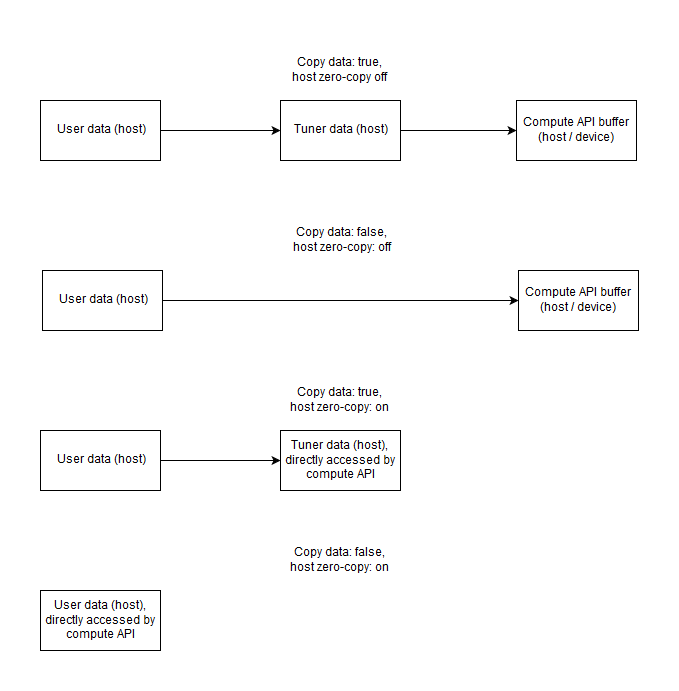 Copy data: true,
host zero-copy off
User data (host)
Tuner data (host)
Compute API buffer
(host / device)
Copy data: false,
host zero-copy: off
User data (host)
Compute API buffer
(host / device)
Copy data: true,
host zero-copy: on
User data (host)
Tuner data (host),
directly accessed by
compute API
Copy data: false,
host zero-copy: on
User data (host),
directly accessed by
compute API